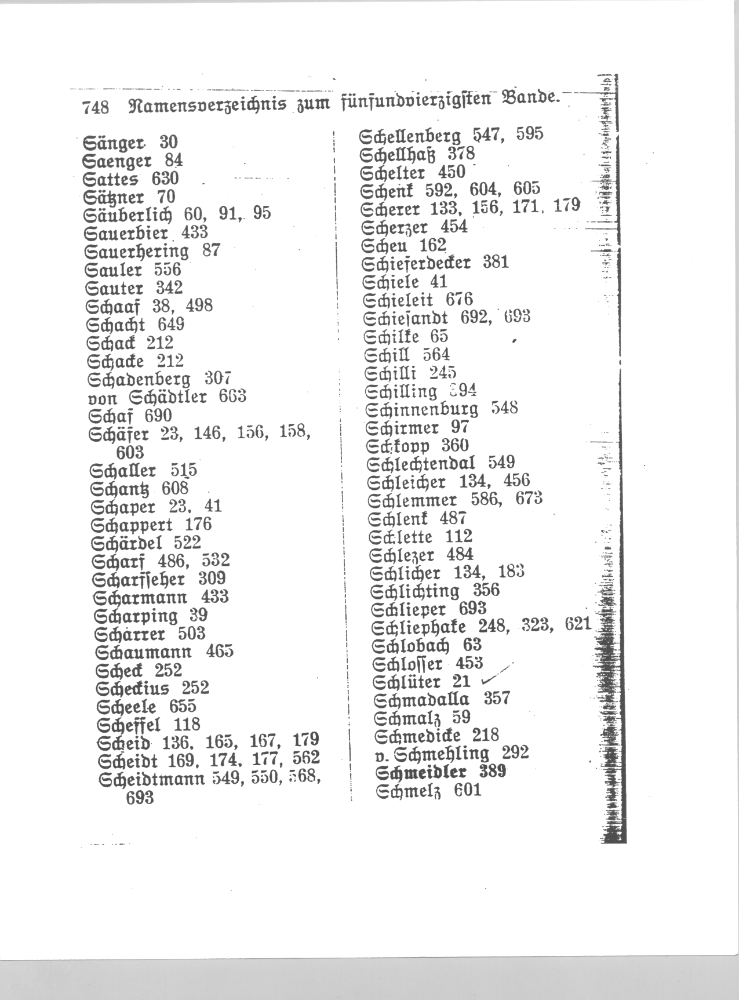 748 Namensverzeichnis zum fünfundvierzigsten Bande.
Sänger 30
Saenger 84
Sattes 630
Sätzner 70
Säuberlich 60, 91, 95
Sauerbier 433
Sauerhering 87
Sauler 556
Sauter 342
Schaaf 38, 498
Schacht 649
Schack 212
Schacke 212
Schadenberg 307
von Schädtler 663
Schaf 690
Schäfer 23, 146, 156, 158,
603
Schaller 515
Schantz 608
Schaper 23, 41
Schappert 176
Schärdel 522
Scharf 486, 532
Scharfseher 309
Scharmann 433
Scharping 39
Scharrer 503
Schaumann 465
Scheck 252
Scheckius 252
Scheele 655
Scheffel 118
Scheid 136, 165, 167, 179
Scheidt 169, 174, 177, 562
Scheidtmann 549, 550, 568,
693
Schellenberg 547, 595
Schellhaß 378
Schelter 450
Schenk 592, 604, 605
Scherer 133, 156, 171, 179
Scherzer 454
Scheu 162
Schieferdecker 381
Schiele 41
Schieleit 676
Schiefandt 692, 693
Schilke 65
Schill 564
Schilli 245
Schilling 394
Schinnenburg 548
Schirmer 97
Schkopp 360
Schlechtendal 549
Schleicher 134, 456
Schlemmer 586, 673
Schlenk 487
Schlette 112
Schlezer 484
Schlicher 134, 183
Schlichting 356
Schlieper 693
Schliephake 248, 323, 621
Schlobach 63
Schlosser 453
Schlüter 21
Schmadalla 357
Schmalz 59
Schmedicke 218
v. Schmehling 292
Schmeidler 389
Schmelz 601